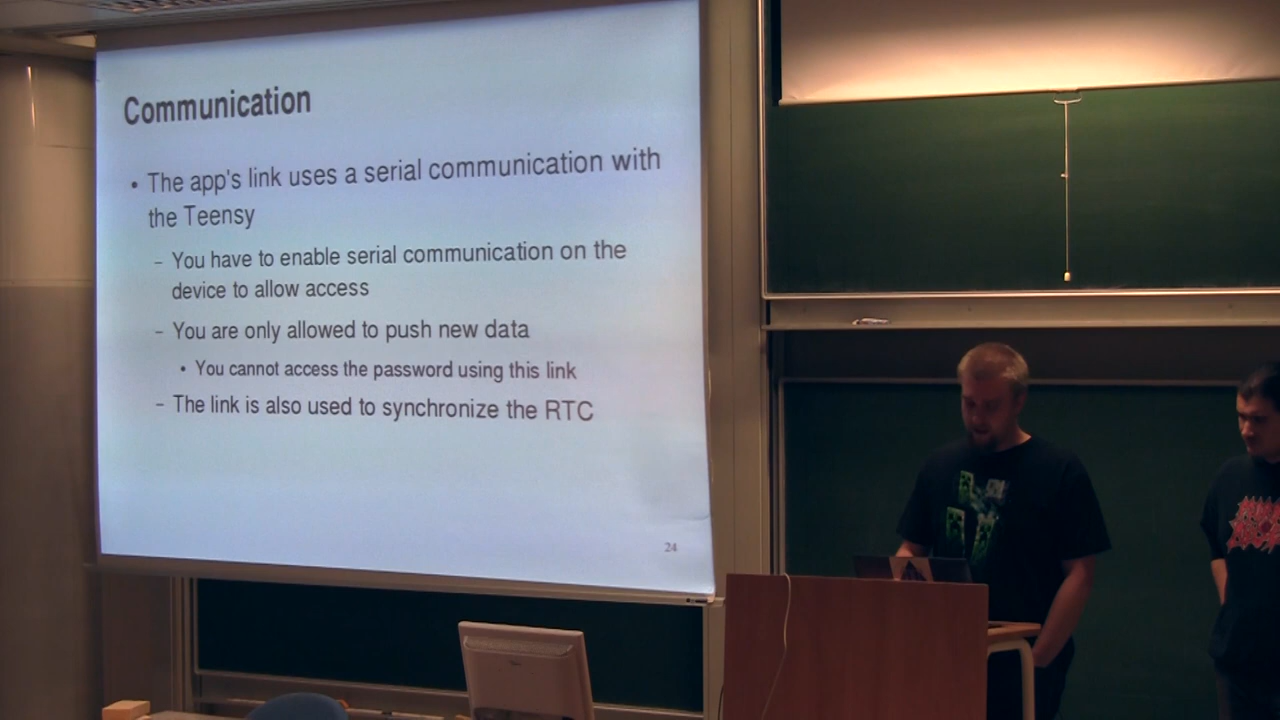 Communication
• The app's link uses a serial communication with
the Teensy
– You have to enable serial communication on the
device to allow access
– You are only allowed to push new data
• You cannot access the password using this link
– The link is also used to synchronize the RTC
24